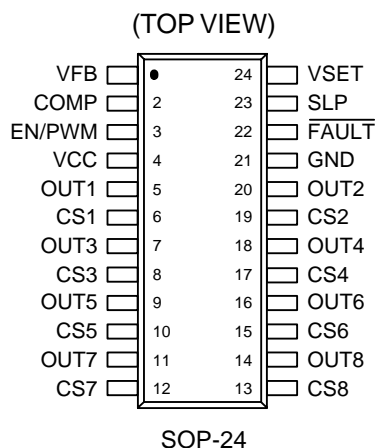 (TOP VIEW)
VFB 24 VSET
COMP 2 23 SLP
EN/PWM 3 22 FAULT
VCC 4 21 GND
OUT1 5 20 OUT2
CS1 6 19 CS2
OUT3 7 18 OUT4
CS3 8 17 CS4
OUT5 9 16 OUT6
CS5 10 15 CS6
OUT7 11 14 OUT8
CS7 12 13 CS8
SOP-24